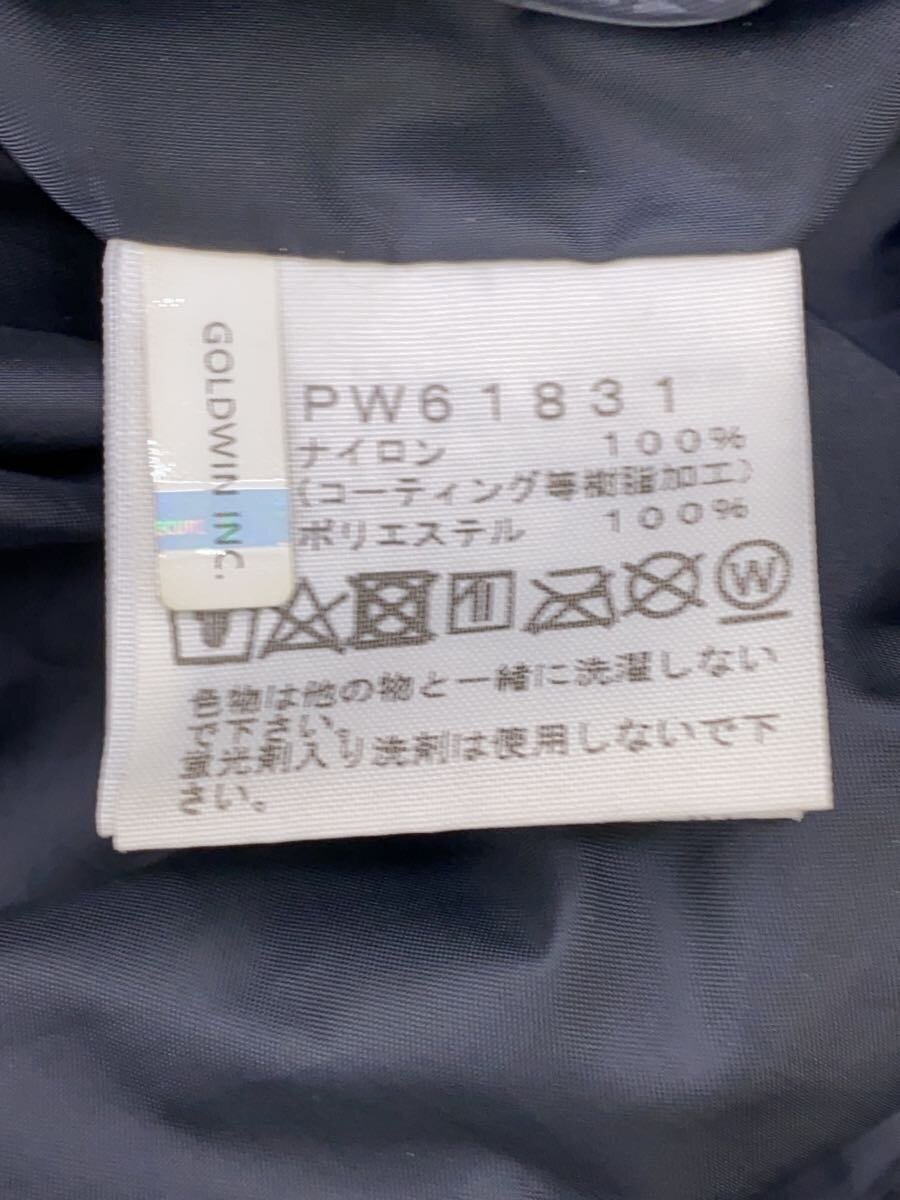 GOLDWIN INC.
PW61831
ナイロン 100%
(コーティング等樹脂加工)
ポリエステル 100%
W
色物は他の物と一緒に洗濯しない
で下さい。
蛍光剤入り洗剤は使用しないで下
さい。